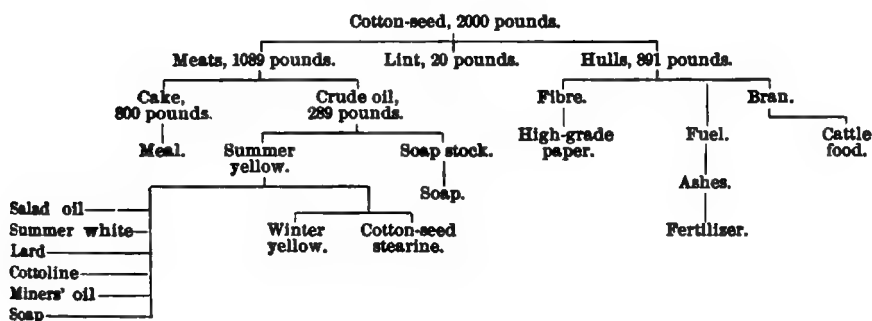 Cotton-seed, 2000 pounds.
Meats, 1089 pounds. Lint, 20 pounds. Hulls, 891 pounds.
Cake, Crude oil, Fibre. Bran.
800 pounds. 289 pounds.
High-grade Fuel. Cattle
paper. food.
Meal. Summer Soap stock.
yellow.
Ashes.
Soap.
Salad oil
Summer white Winter Cotton-seed Fertiliser.
yellow. stearine.
Lard
Cottoline
Miners' oil
Soap